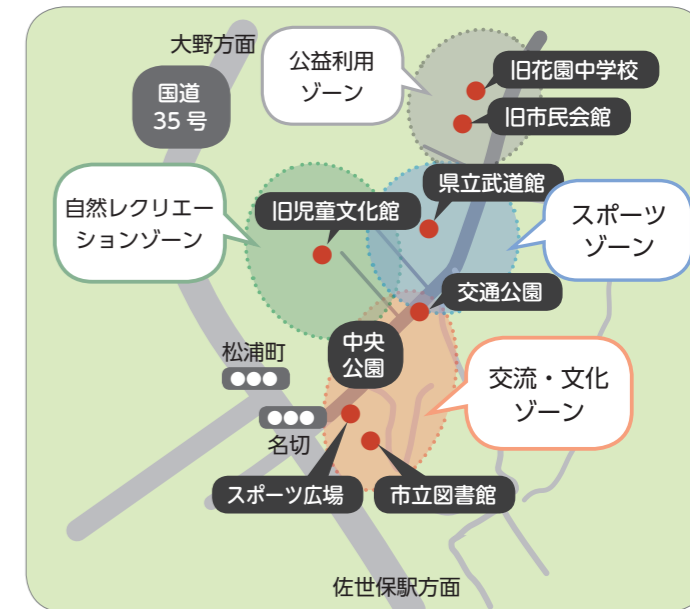 大野方面
国道
35 号
公益利用
ゾーン
旧花園中学校
旧市民会館
県立武道館
自然レクリエー
ションゾーン
旧児童文化館
スポーツ
ゾーン
交通公園
中央
公園
松浦町
名切
交流・文化
ゾーン
スポーツ広場
市立図書館
佐世保駅方面